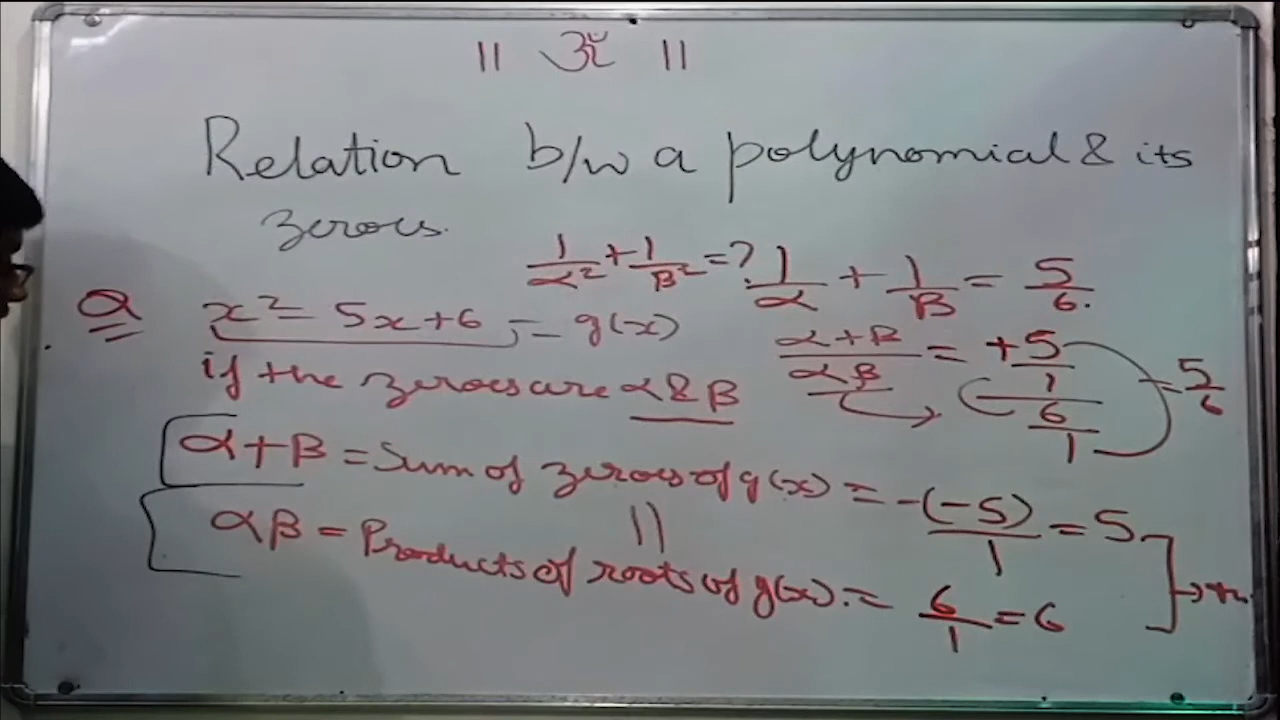 || ॐ ||
Relation b/w a polynomial & its
zeroes.
1/α² + 1/β² = ? 1/α + 1/β = 5/6.
Q x² - 5x + 6 = g(x)
(α+β)/(αβ) = (+5/1)/(6/1) = 5/6
if the zeroes are α & β
α + β = Sum of zeroes of g(x) = -(-5)/1 = 5
||
αβ = Products of roots of g(x) = 6/1 = 6